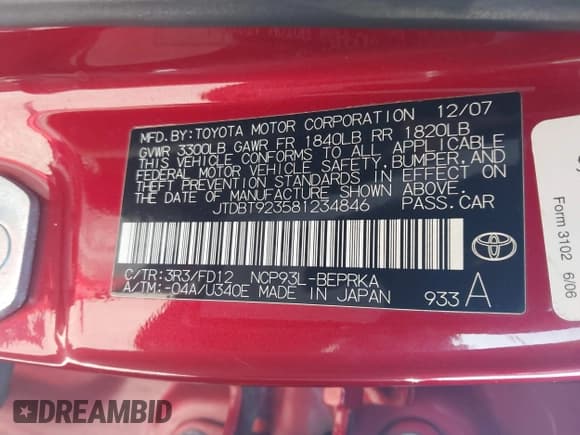 MFD.BY:TOYOTA MOTOR CORPORATION 12/07
GVWR 3300LB GAWR FR 1840LB RR 1820LB
THIS VEHICLE CONFORMS TO ALL APPLICABLE
FEDERAL MOTOR VEHICLE SAFETY,BUMPER,AND
THEFT PREVENTION STANDARDS IN EFFECT ON
THE DATE OF MANUFACTURE SHOWN ABOVE.
JTDBT923581234846 PASS.CAR
C/TR:3R3/FD12 NCP93L-BEPRKA
A/TM:-04A/U340E MADE IN JAPAN 933 A
TOYOTA
Form 3102 6/06
DREAMBID